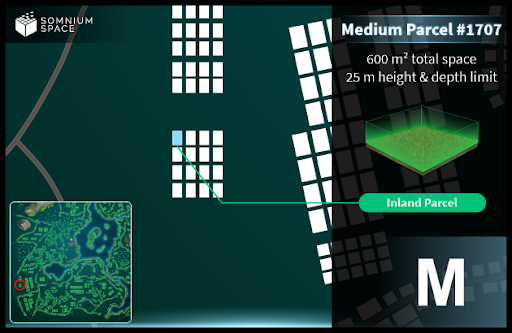 SOMNIUM
SPACE
Medium Parcel #1707
600 m² total space
25 m height & depth limit
Inland Parcel
M